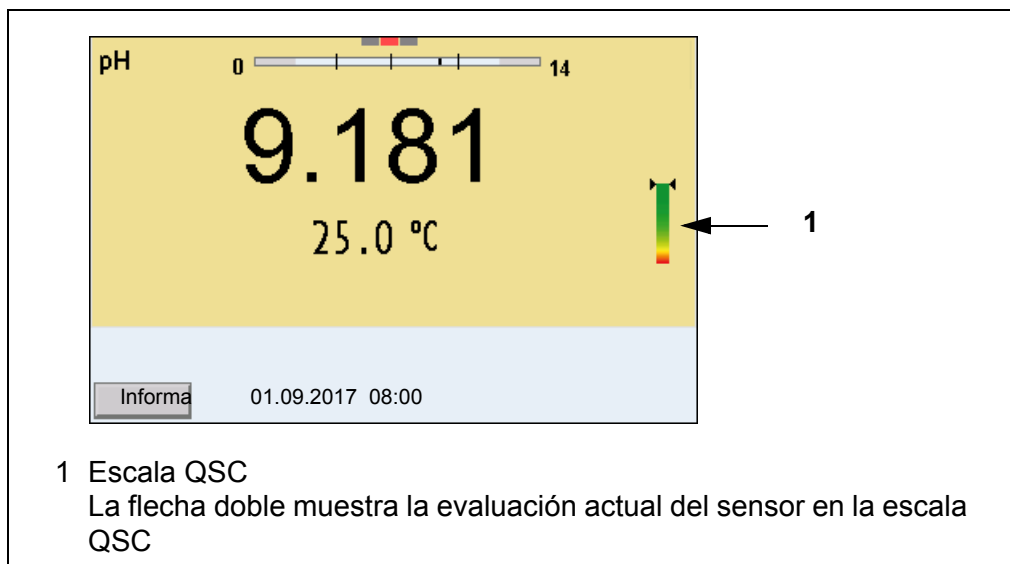 pH
0 14
9.181
25.0 ºC
1
Informa
01.09.2017 08:00
1 Escala QSC
La flecha doble muestra la evaluación actual del sensor en la escala
QSC